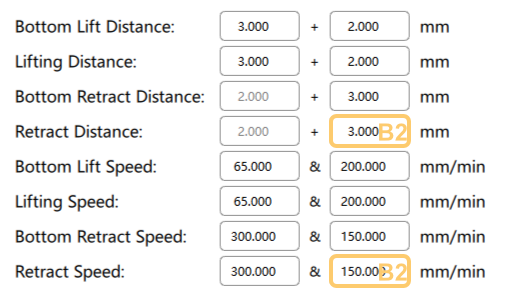 Bottom Lift Distance: 3.000 + 2.000 mm
Lifting Distance: 3.000 + 2.000 mm
Bottom Retract Distance: 2.000 + 3.000 mm
Retract Distance: 2.000 + 3.000 B2 mm
Bottom Lift Speed: 65.000 & 200.000 mm/min
Lifting Speed: 65.000 & 200.000 mm/min
Bottom Retract Speed: 300.000 & 150.000 mm/min
Retract Speed: 300.000 & 150.000 B2 mm/min